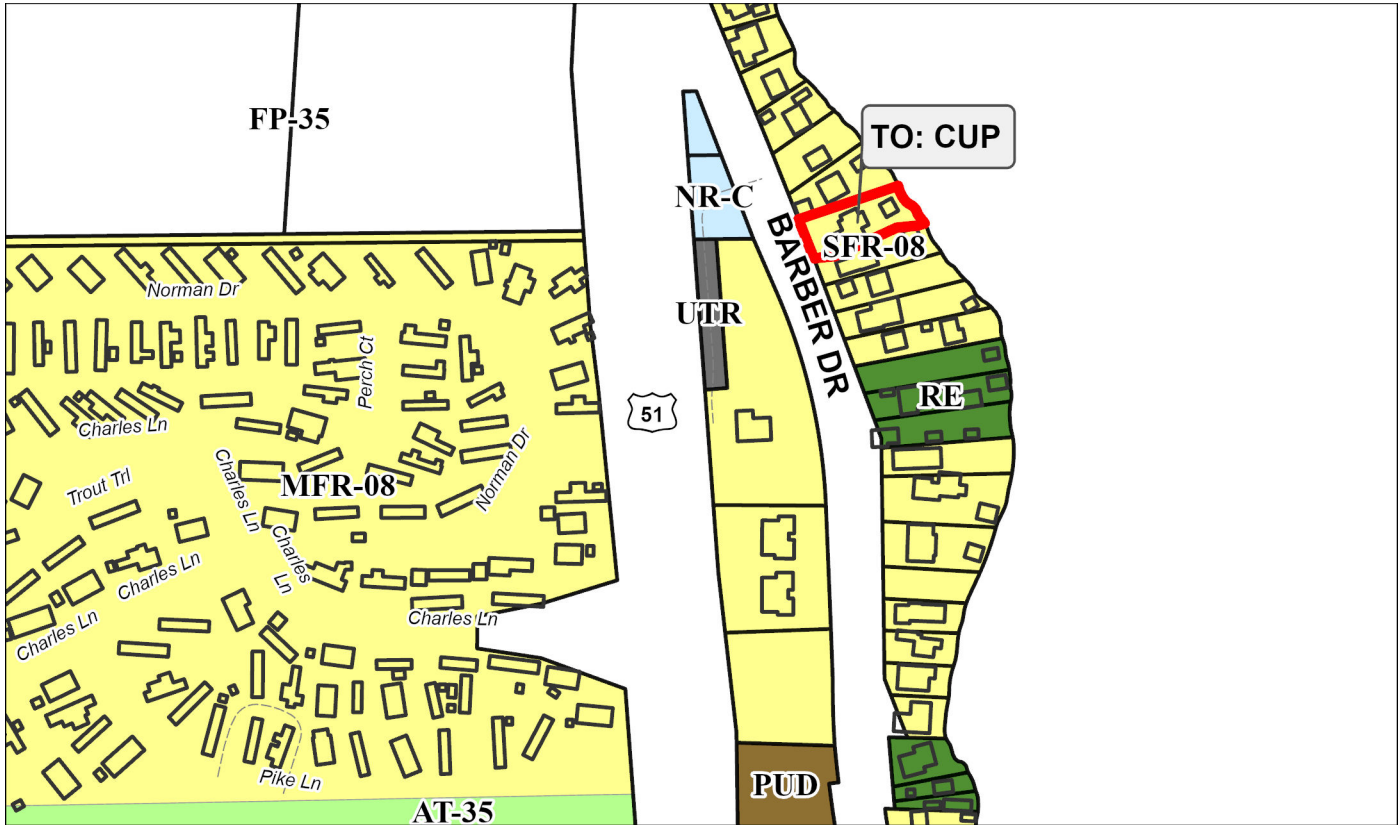 FP-35
TO: CUP
NR-C
SFR-08
BARBER DR
Norman Dr
UTR
Perch Ct
RE
51
Charles Ln
Trout Trl
Charles Ln
MFR-08
Norman Dr
Charles Ln
Charles
Ln
Charles Ln
Charles Ln
Pike Ln
PUD
AT-35